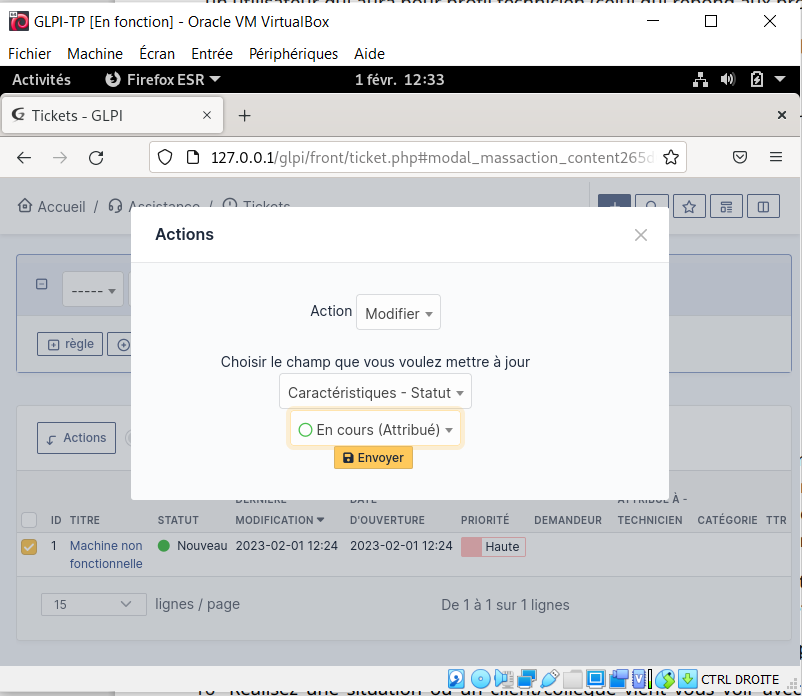 GLPI-TP [En fonction] - Oracle VM VirtualBox
Fichier Machine Écran Entrée Périphériques Aide
Activités Firefox ESR 1 févr. 12:33
Tickets - GLPI
127.0.0.1/glpi/front/ticket.php#modal_massaction_content265d
Accueil / Assistance / Tickets
Actions
-----
Action Modifier
règle
Choisir le champ que vous voulez mettre à jour
Caractéristiques - Statut
En cours (Attribué)
Actions
Envoyer
ID TITRE STATUT DERNIÈRE MODIFICATION DATE D'OUVERTURE PRIORITÉ DEMANDEUR ATTRIBUÉ À - TECHNICIEN CATÉGORIE TTR
1 Machine non Nouveau 2023-02-01 12:24 2023-02-01 12:24 Haute
fonctionnelle
15 lignes / page De 1 à 1 sur 1 lignes
CTRL DROITE